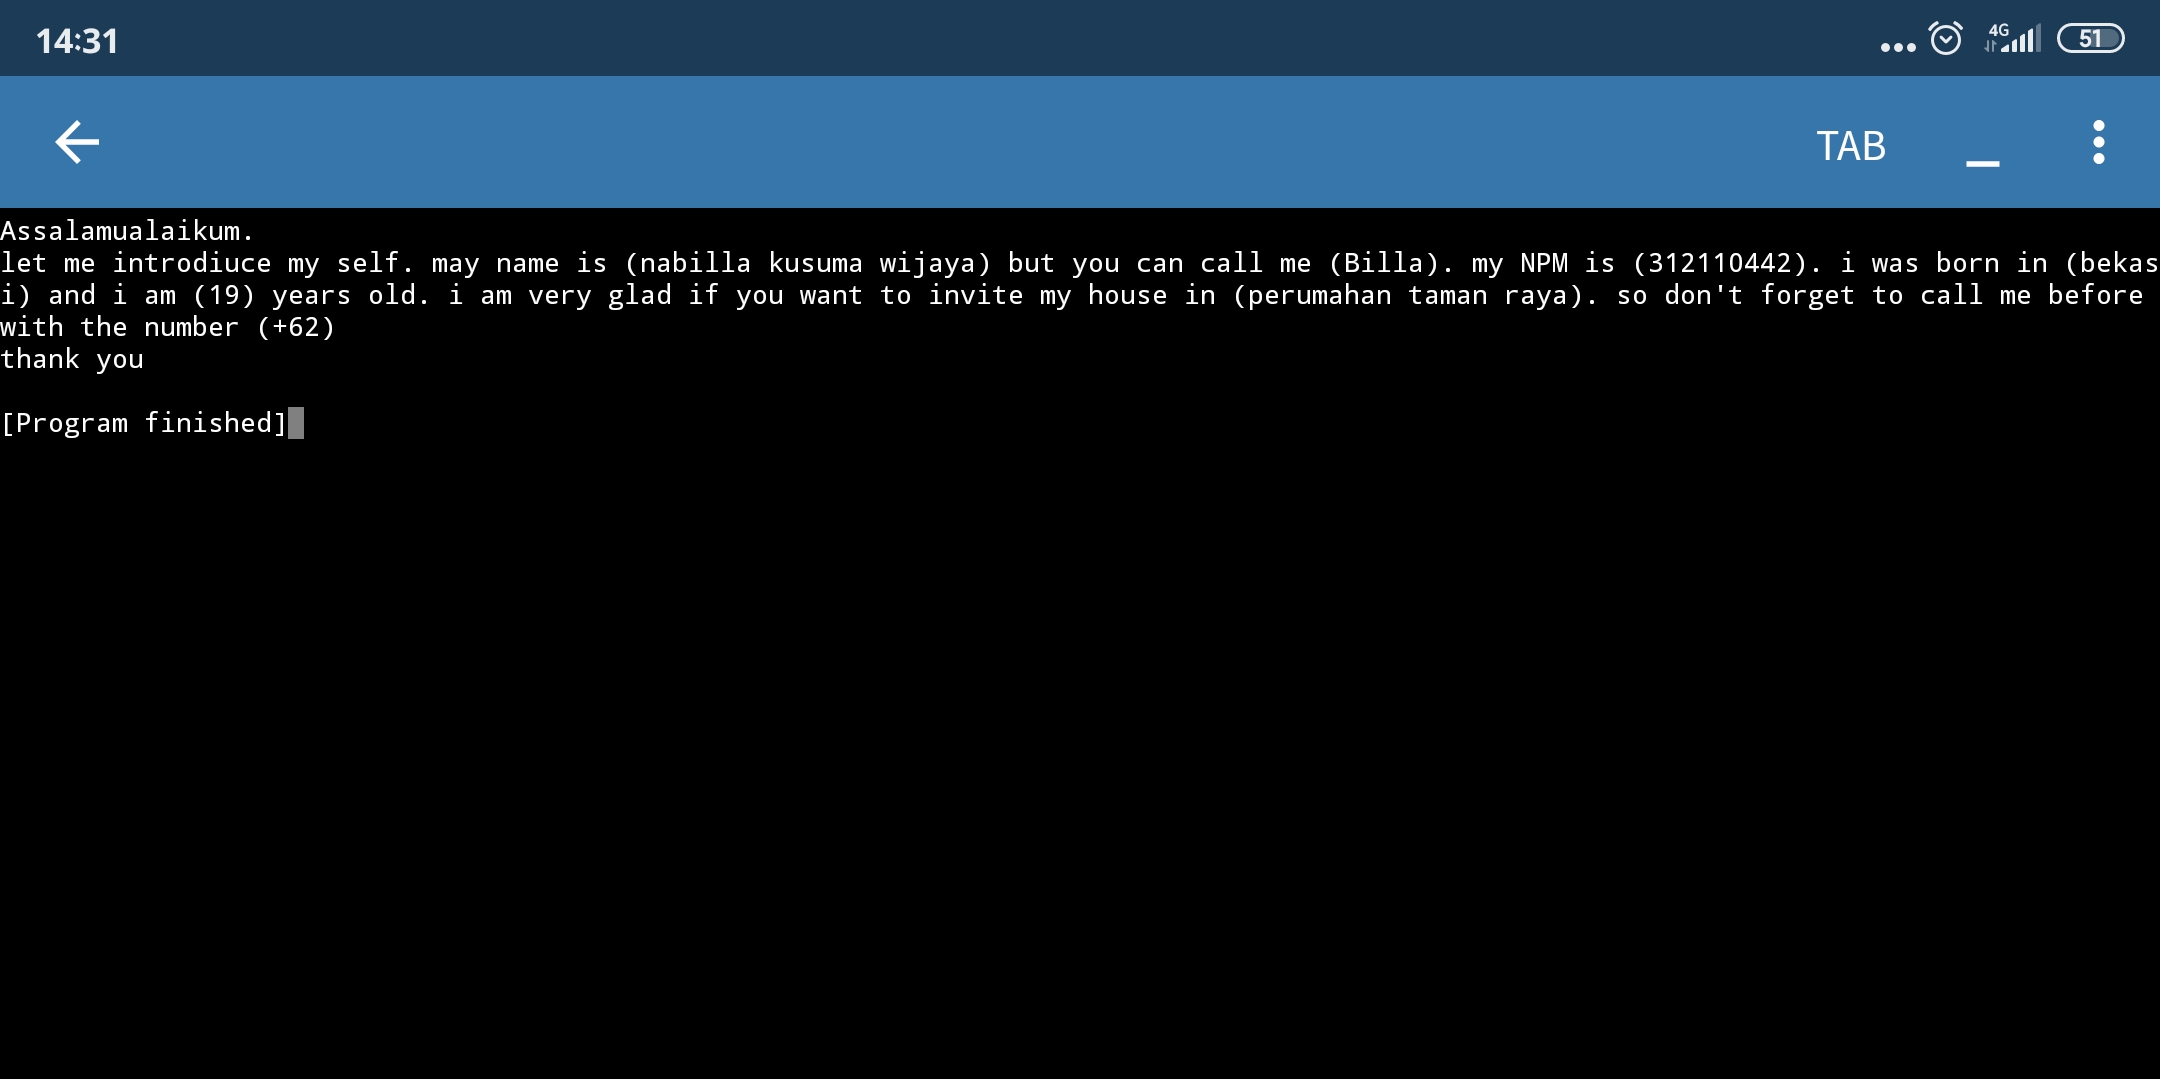 14:31
4G
51
TAB
Assalamualaikum.
let me introdiuce my self. may name is (nabilla kusuma wijaya) but you can call me (Billa). my NPM is (312110442). i was born in (bekas
i) and i am (19) years old. i am very glad if you want to invite my house in (perumahan taman raya). so don't forget to call me before
with the number (+62)
thank you
[Program finished]